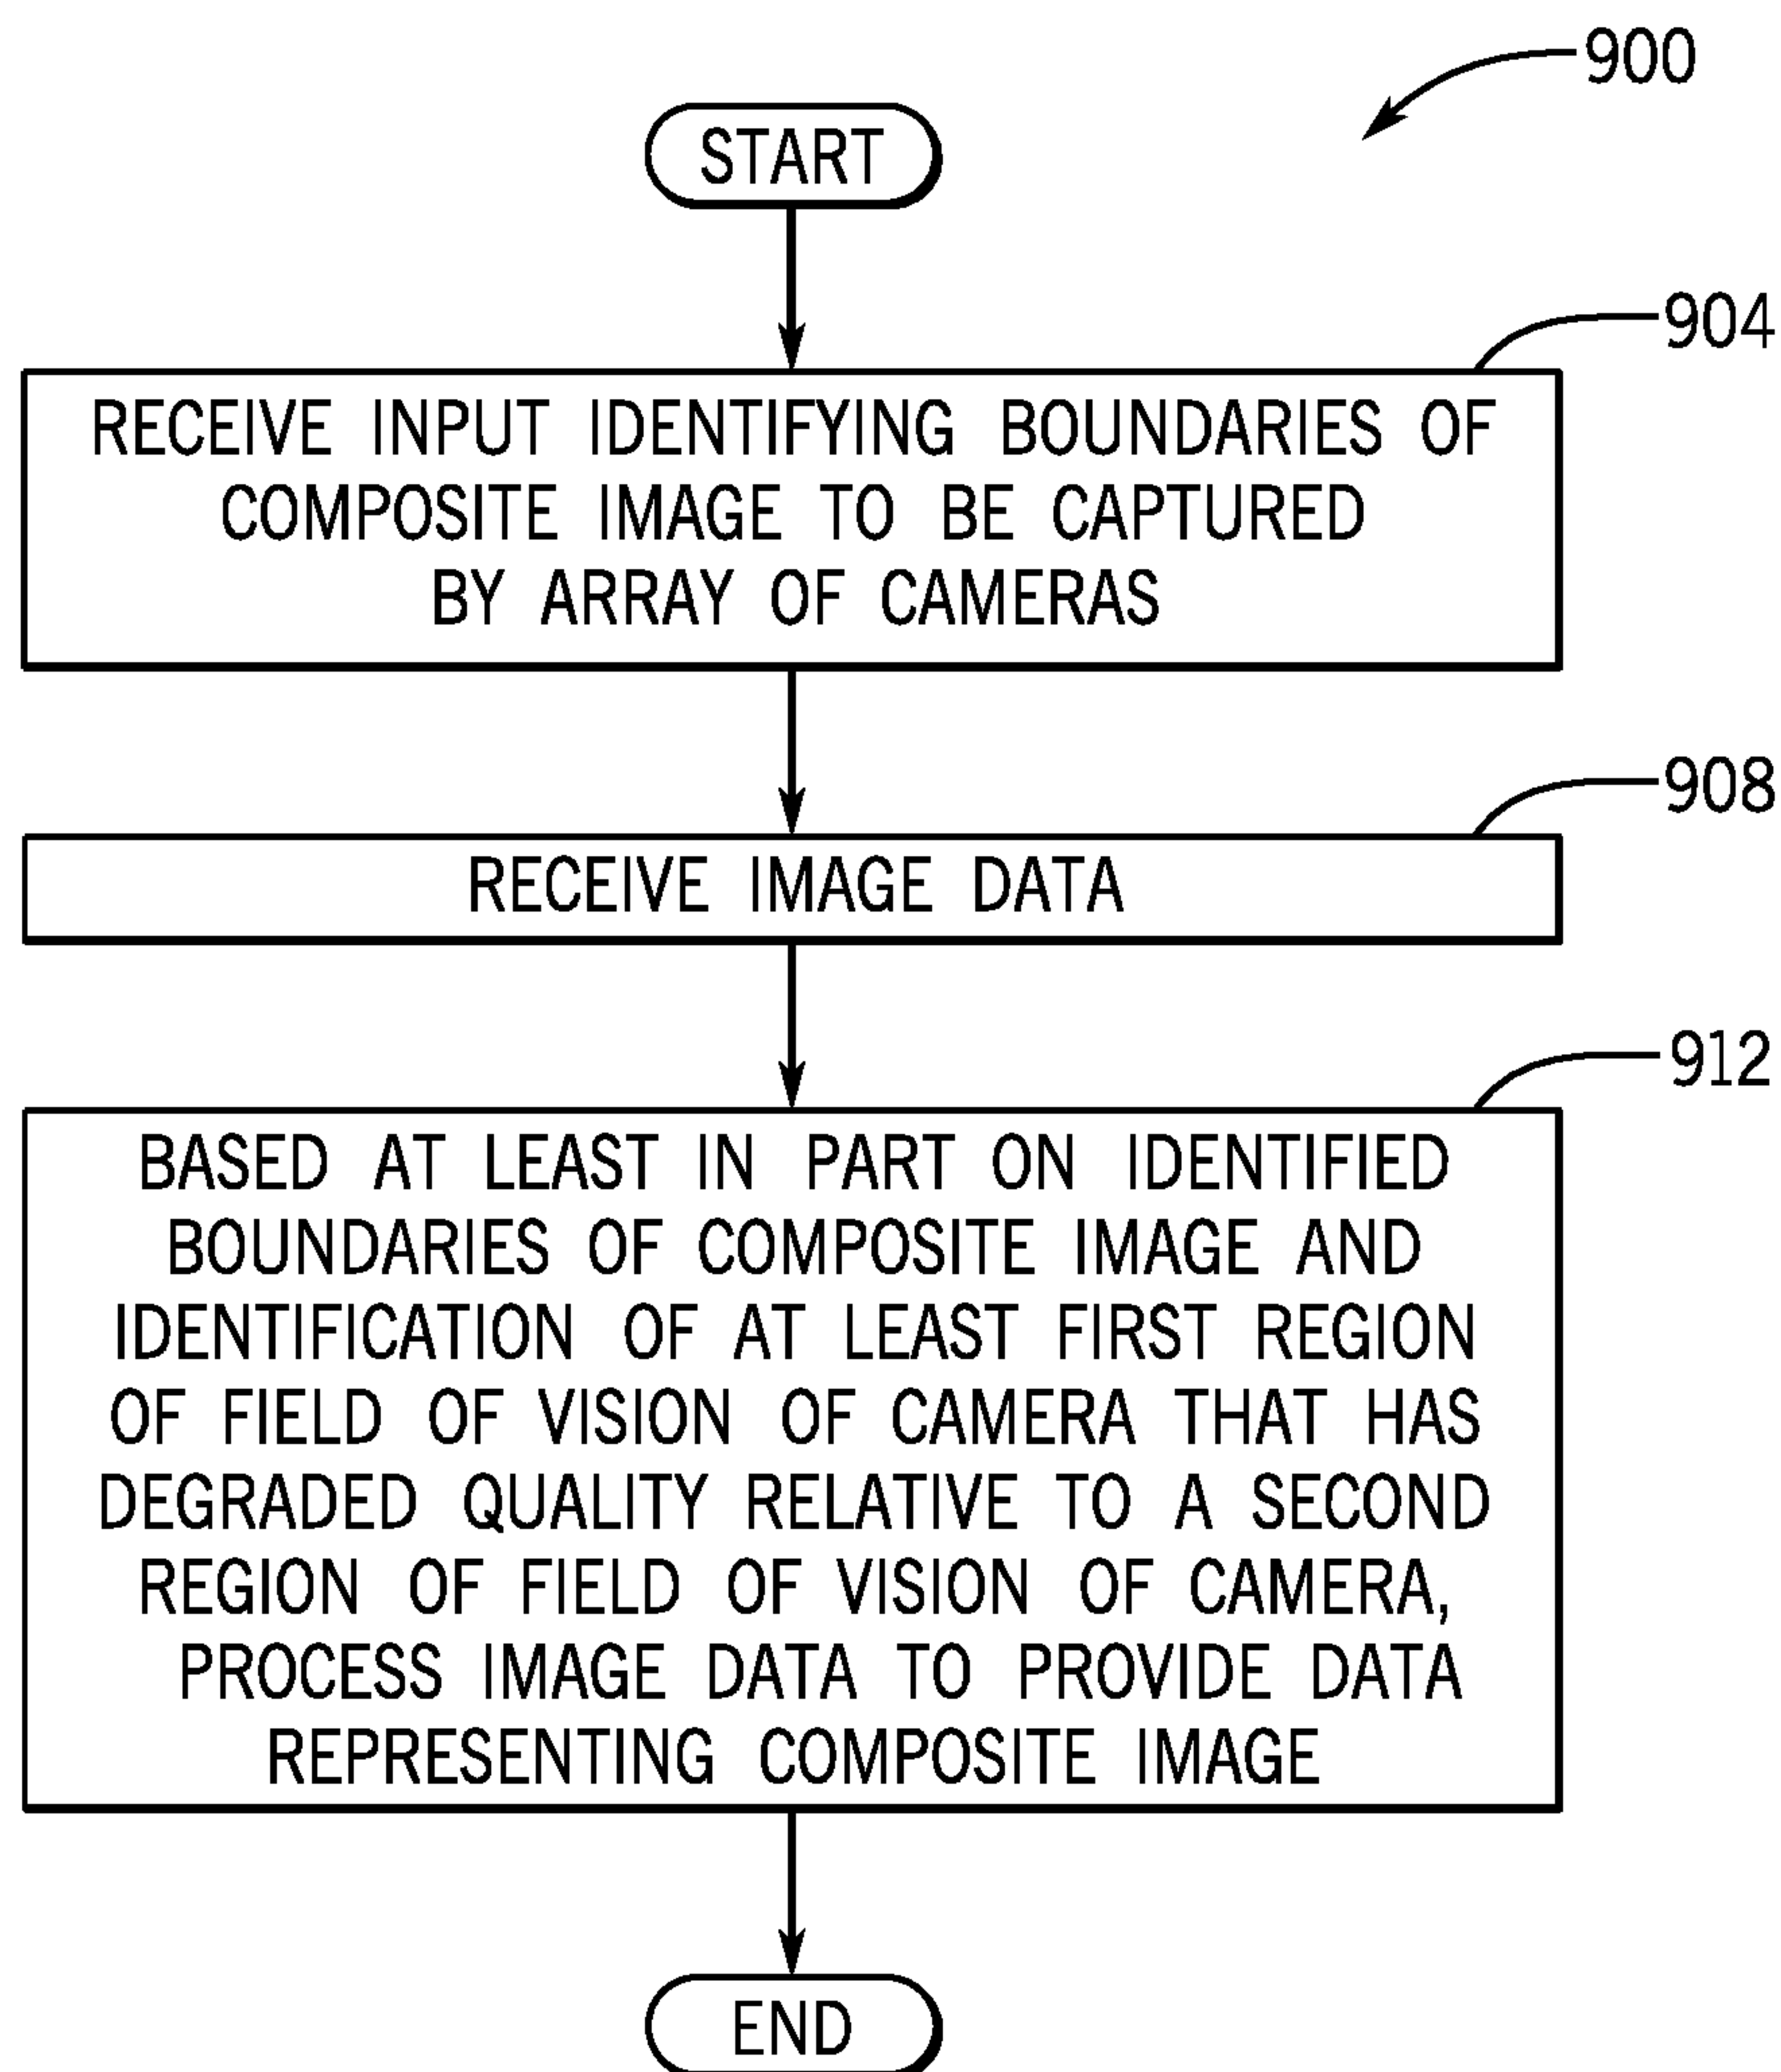 900
START
904
RECEIVE INPUT IDENTIFYING BOUNDARIES OF
COMPOSITE IMAGE TO BE CAPTURED
BY ARRAY OF CAMERAS
908
RECEIVE IMAGE DATA
912
BASED AT LEAST IN PART ON IDENTIFIED
BOUNDARIES OF COMPOSITE IMAGE AND
IDENTIFICATION OF AT LEAST FIRST REGION
OF FIELD OF VISION OF CAMERA THAT HAS
DEGRADED QUALITY RELATIVE TO A SECOND
REGION OF FIELD OF VISION OF CAMERA,
PROCESS IMAGE DATA TO PROVIDE DATA
REPRESENTING COMPOSITE IMAGE
END